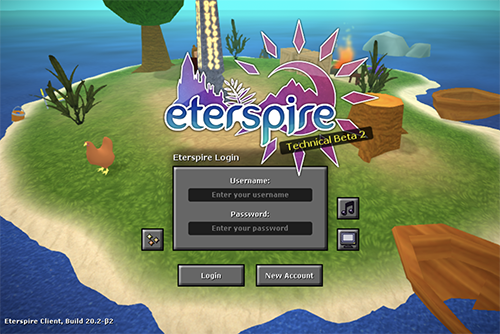 eterspire
Technical Beta 2
Eterspire Login
Username:
Enter your username
Password:
Enter your password
Login
New Account
Eterspire Client, Build 20.2-β2